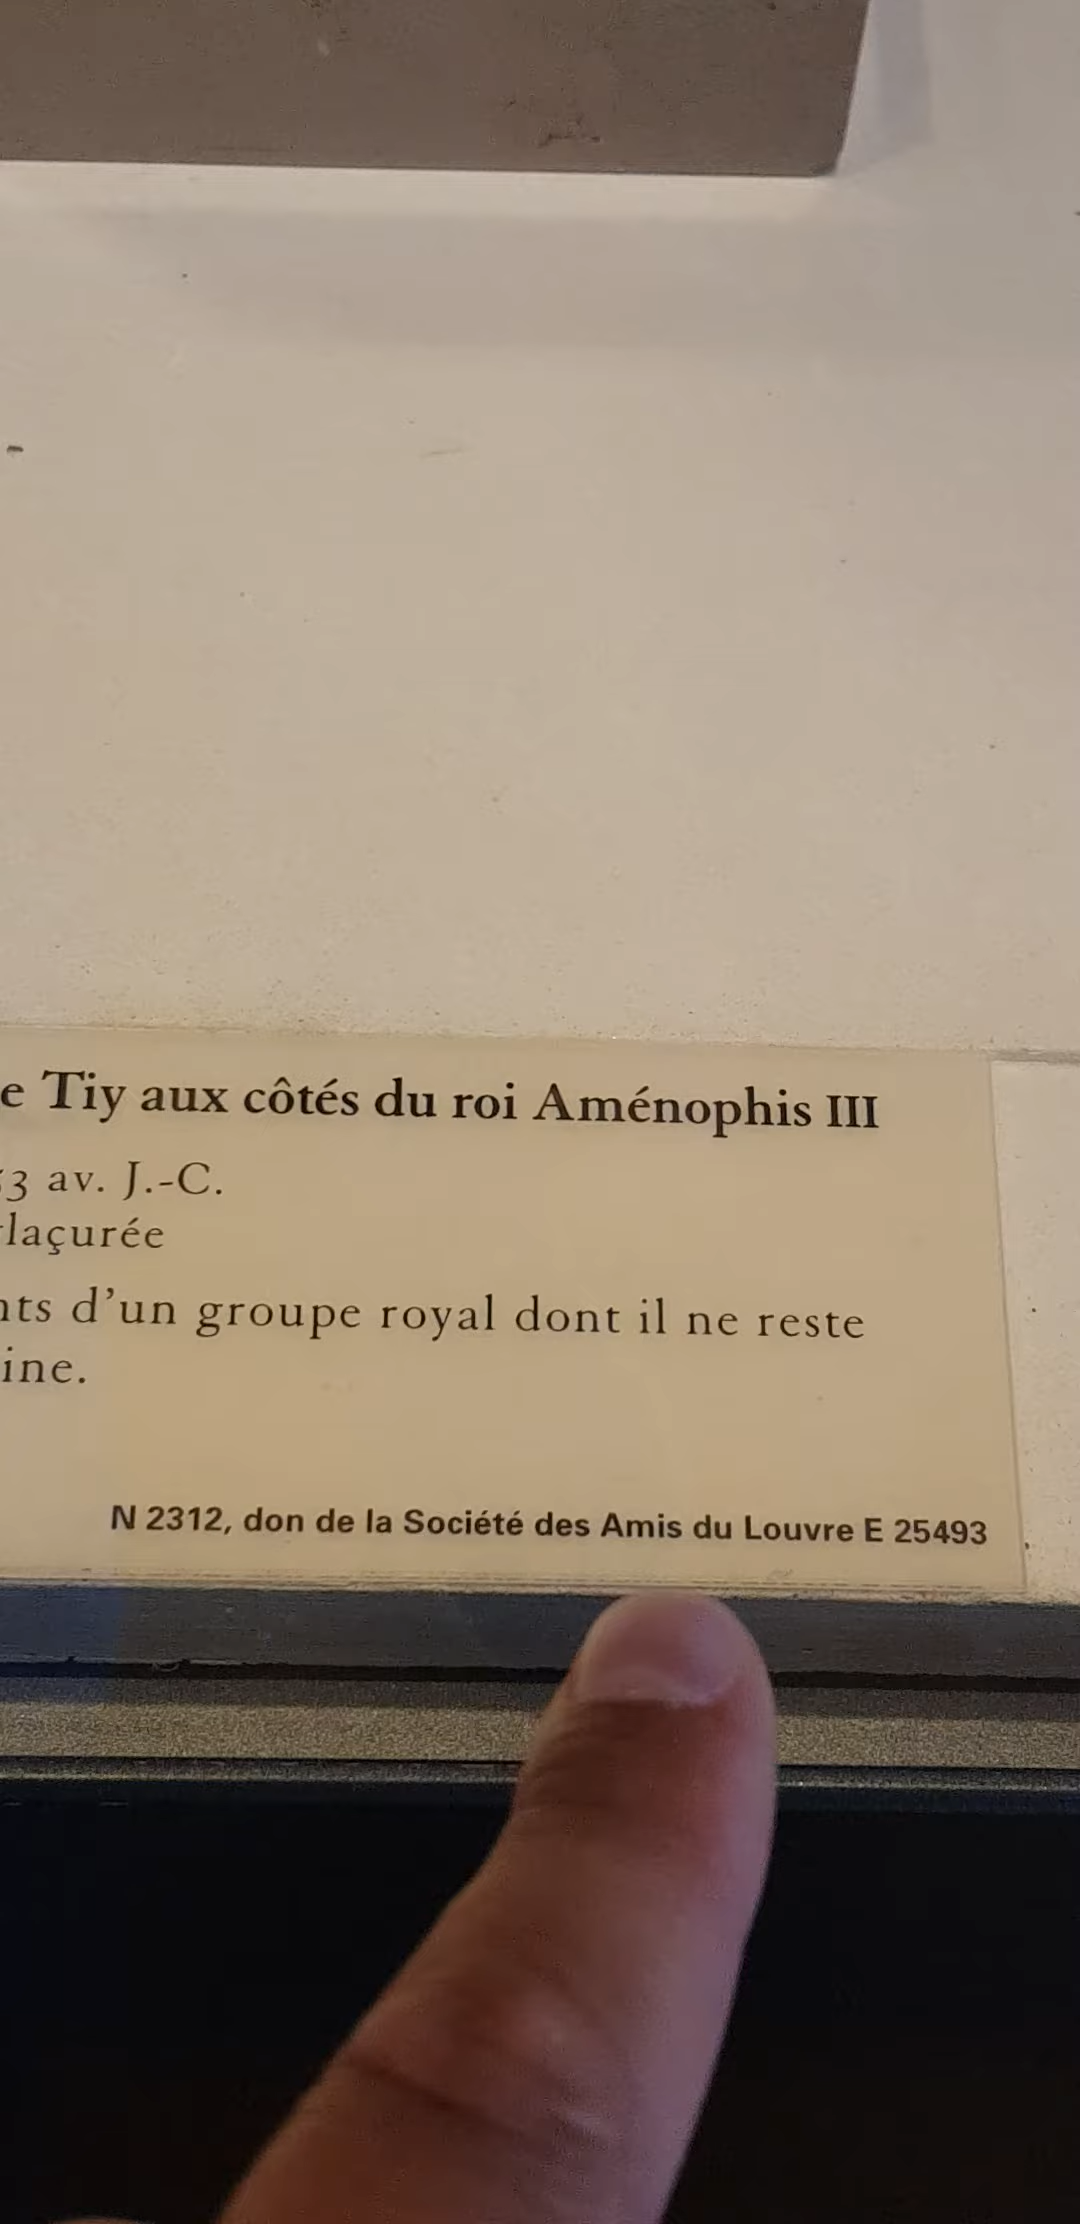 e Tiy aux côtés du roi Aménophis III
3 av. J.-C.
laçurée
nts d’un groupe royal dont il ne reste
ine.
N 2312, don de la Société des Amis du Louvre E 25493